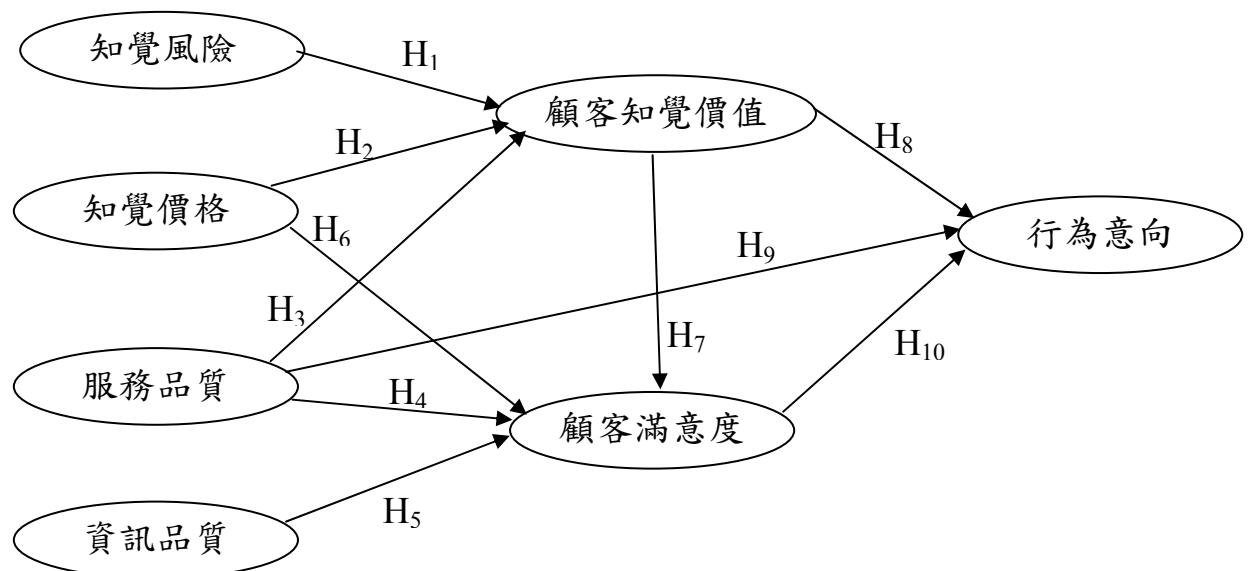 知覺風險
H1
顧客知覺價值
H2
H8
知覺價格
H6
H9
行為意向
H3
H7
服務品質
H4
H10
顧客滿意度
H5
資訊品質